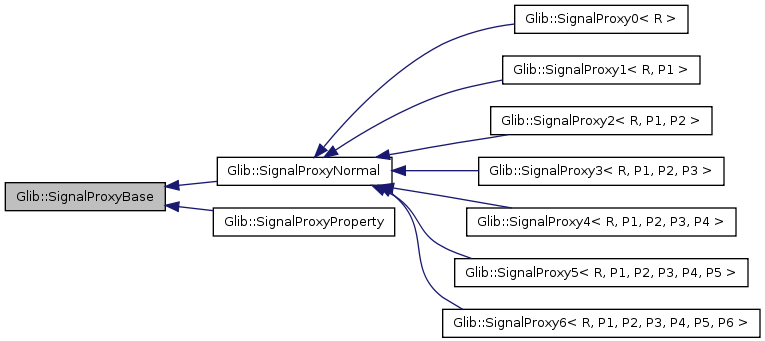 Glib::SignalProxyBase
Glib::SignalProxyNormal
Glib::SignalProxyProperty
Glib::SignalProxy0< R >
Glib::SignalProxy1< R, P1 >
Glib::SignalProxy2< R, P1, P2 >
Glib::SignalProxy3< R, P1, P2, P3 >
Glib::SignalProxy4< R, P1, P2, P3, P4 >
Glib::SignalProxy5< R, P1, P2, P3, P4, P5 >
Glib::SignalProxy6< R, P1, P2, P3, P4, P5, P6 >